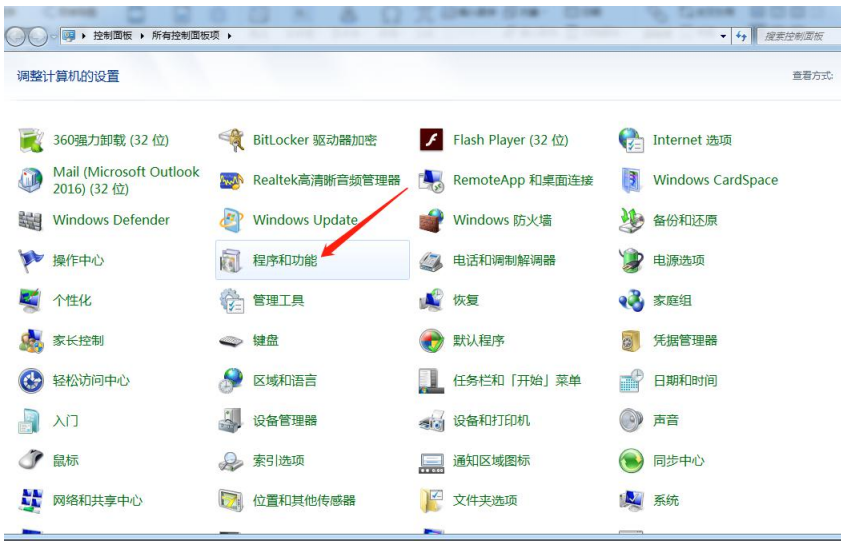 控制面板 ▸ 所有控制面板项 ▸
搜索控制面板
调整计算机的设置
查看方式:
360强力卸载 (32 位)
BitLocker 驱动器加密
Flash Player (32 位)
Internet 选项
Mail (Microsoft Outlook
2016) (32 位)
Realtek高清晰音频管理器
RemoteApp 和桌面连接
Windows CardSpace
Windows Defender
Windows Update
Windows 防火墙
备份和还原
操作中心
程序和功能
电话和调制解调器
电源选项
个性化
管理工具
恢复
家庭组
家长控制
键盘
默认程序
凭据管理器
轻松访问中心
区域和语言
任务栏和「开始」菜单
日期和时间
入门
设备管理器
设备和打印机
声音
鼠标
索引选项
通知区域图标
同步中心
网络和共享中心
位置和其他传感器
文件夹选项
系统